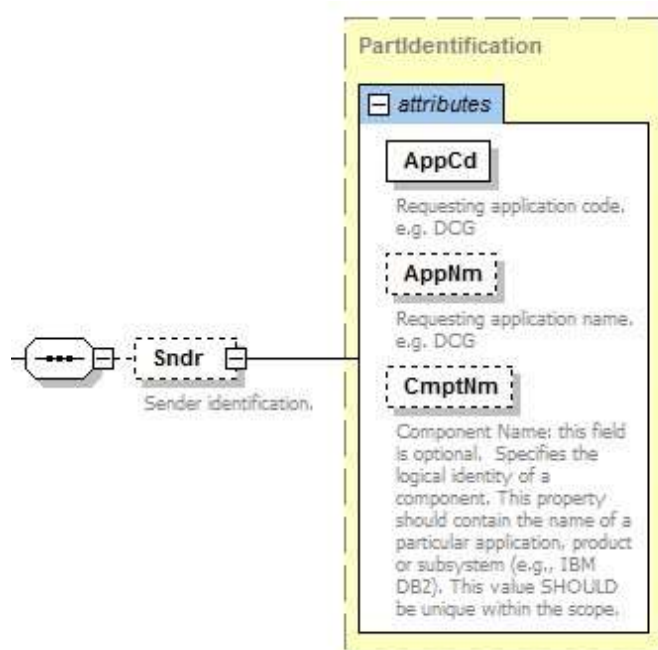 PartIdentification
attributes
AppCd
Requesting application code.
e.g. DCG
AppNm
Requesting application name.
e.g. DCG
Sndr
Sender identification.
CmptNm
Component Name: this field
is optional.  Specifies the
logical identity of a
component. This property
should contain the name of a
particular application, product
or subsystem (e.g., IBM
DB2). This value SHOULD
be unique within the scope.